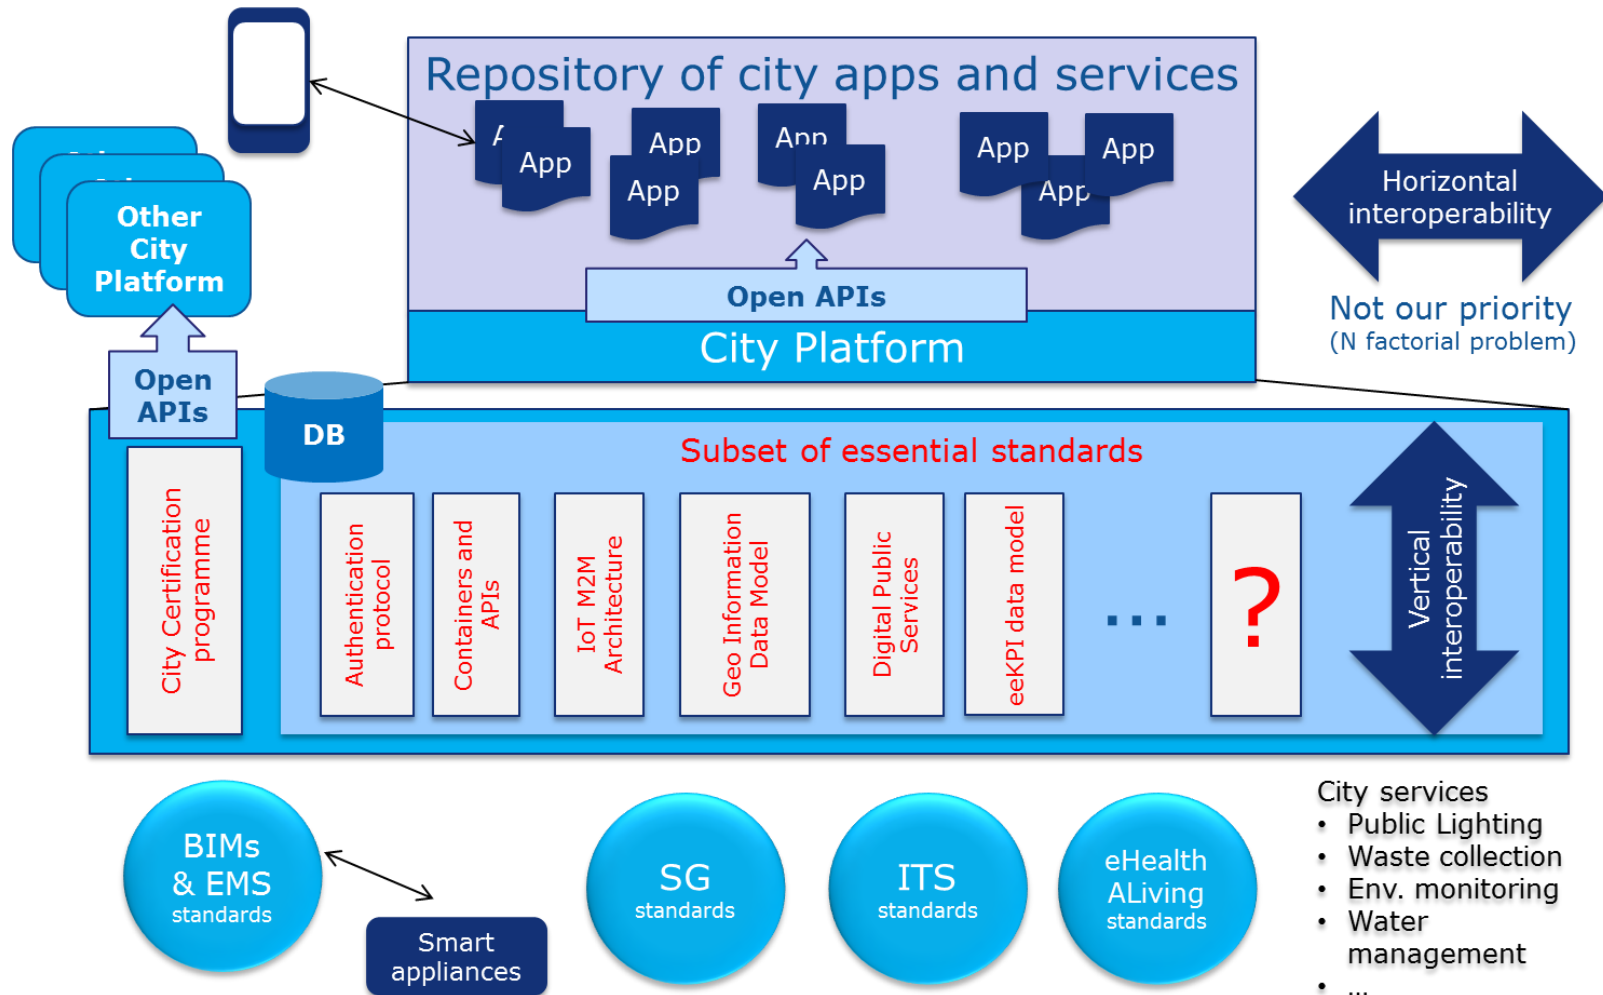 Repository of city apps and services
A
App
App
App
App
App
App
App
App
Other
City
Platform
Horizontal
interoperability
Open APIs
Not our priority
(N factorial problem)
City Platform
Open
APIs
DB
Subset of essential standards
City Certification
programme
Authentication
protocol
Containers and
APIs
IoT M2M
Architecture
Geo Information
Data Model
Digital Public
Services
eeKPI data model
...
?
Vertical
interoperability
BIMs
& EMS
standards
Smart
appliances
SG
standards
ITS
standards
eHealth
ALiving
standards
City services
• Public Lighting
• Waste collection
• Env. monitoring
• Water
management
• ...